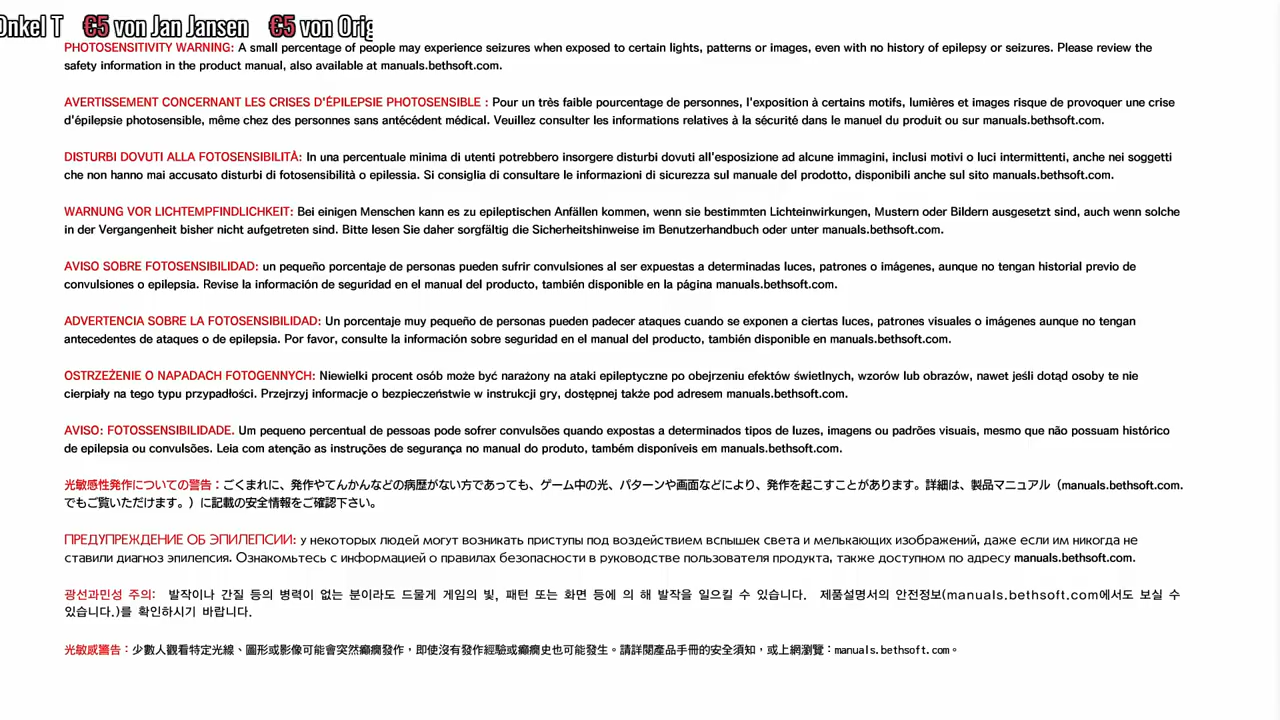 Onkel T €5 von Jan Jansen €5 von Orig
PHOTOSENSITIVITY WARNING: A small percentage of people may experience seizures when exposed to certain lights, patterns or images, even with no history of epilepsy or seizures. Please review the
safety information in the product manual, also available at manuals.bethsoft.com.
AVERTISSEMENT CONCERNANT LES CRISES D'ÉPILEPSIE PHOTOSENSIBLE : Pour un très faible pourcentage de personnes, l'exposition à certains motifs, lumières et images risque de provoquer une crise
d'épilepsie photosensible, même chez des personnes sans antécédent médical. Veuillez consulter les informations relatives à la sécurité dans le manuel du produit ou sur manuals.bethsoft.com.
DISTURBI DOVUTI ALLA FOTOSENSIBILITÀ: In una percentuale minima di utenti potrebbero insorgere disturbi dovuti all'esposizione ad alcune immagini, inclusi motivi o luci intermittenti, anche nei soggetti
che non hanno mai accusato disturbi di fotosensibilità o epilessia. Si consiglia di consultare le informazioni di sicurezza sul manuale del prodotto, disponibili anche sul sito manuals.bethsoft.com.
WARNUNG VOR LICHTEMPFINDLICHKEIT: Bei einigen Menschen kann es zu epileptischen Anfällen kommen, wenn sie bestimmten Lichteinwirkungen, Mustern oder Bildern ausgesetzt sind, auch wenn solche
in der Vergangenheit bisher nicht aufgetreten sind. Bitte lesen Sie daher sorgfältig die Sicherheitshinweise im Benutzerhandbuch oder unter manuals.bethsoft.com.
AVISO SOBRE FOTOSENSIBILIDAD: un pequeño porcentaje de personas pueden sufrir convulsiones al ser expuestas a determinadas luces, patrones o imágenes, aunque no tengan historial previo de
convulsiones o epilepsia. Revise la información de seguridad en el manual del producto, también disponible en la página manuals.bethsoft.com.
ADVERTENCIA SOBRE LA FOTOSENSIBILIDAD: Un porcentaje muy pequeño de personas pueden padecer ataques cuando se exponen a ciertas luces, patrones visuales o imágenes aunque no tengan
antecedentes de ataques o de epilepsia. Por favor, consulte la información sobre seguridad en el manual del producto, también disponible en manuals.bethsoft.com.
OSTRZEŻENIE O NAPADACH FOTOGENNYCH: Niewielki procent osób może być narażony na ataki epileptyczne po obejrzeniu efektów świetlnych, wzorów lub obrazów, nawet jeśli dotąd osoby te nie
cierpiały na tego typu przypadłości. Przejrzyj informacje o bezpieczeństwie w instrukcji gry, dostępnej także pod adresem manuals.bethsoft.com.
AVISO: FOTOSSENSIBILIDADE. Um pequeno percentual de pessoas pode sofrer convulsões quando expostas a determinados tipos de luzes, imagens ou padrões visuais, mesmo que não possuam histórico
de epilepsia ou convulsões. Leia com atenção as instruções de segurança no manual do produto, também disponíveis em manuals.bethsoft.com.
光敏感性発作についての警告：ごくまれに、発作やてんかんなどの病歴がない方であっても、ゲーム中の光、パターンや画面などにより、発作を起こすことがあります。詳細は、製品マニュアル（manuals.bethsoft.com.
でもご覧いただけます。）に記載の安全情報をご確認下さい。
ПРЕДУПРЕЖДЕНИЕ ОБ ЭПИЛЕПСИИ: у некоторых людей могут возникать приступы под воздействием вспышек света и мелькающих изображений, даже если им никогда не
ставили диагноз эпилепсия. Ознакомьтесь с информацией о правилах безопасности в руководстве пользователя продукта, также доступном по адресу manuals.bethsoft.com.
광선과민성 주의: 발작이나 간질 등의 병력이 없는 분이라도 드물게 게임의 빛, 패턴 또는 화면 등에 의 해 발작을 일으킬 수 있습니다. 제품설명서의 안전정보(manuals.bethsoft.com에서도 보실 수
있습니다.)를 확인하시기 바랍니다.
光敏感警告：少數人觀看特定光線、圖形或影像可能會突然癲癇發作，即使沒有發作經驗或癲癇史也可能發生。請詳閱產品手冊的安全須知，或上網瀏覽：manuals.bethsoft.com。